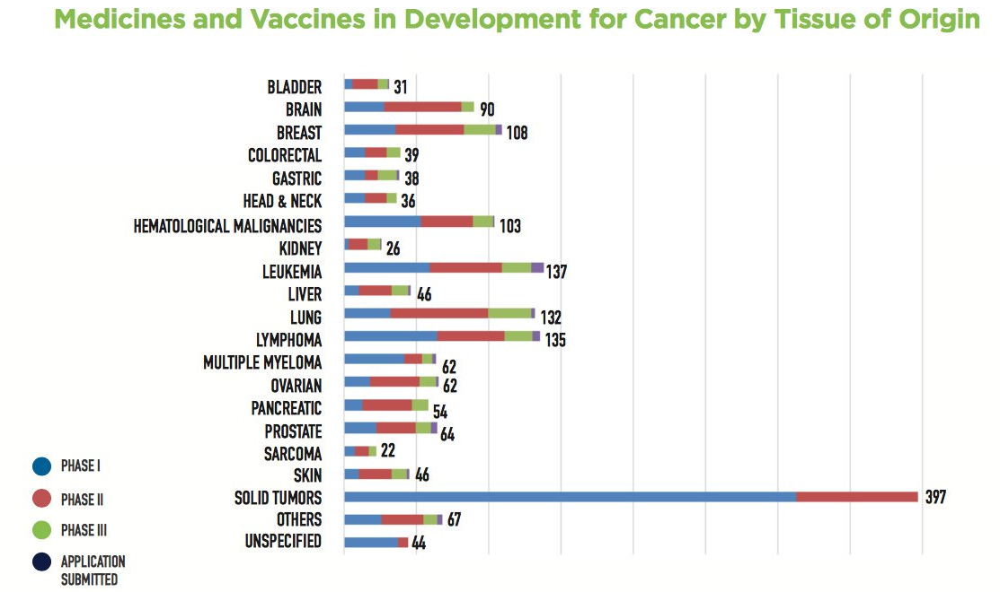 Medicines and Vaccines in Development for Cancer by Tissue of Origin
BLADDER 31
BRAIN 90
BREAST 108
COLORECTAL 39
GASTRIC 38
HEAD & NECK 36
HEMATOLOGICAL MALIGNANCIES 103
KIDNEY 26
LEUKEMIA 137
LIVER 46
LUNG 132
LYMPHOMA 135
MULTIPLE MYELOMA 62
OVARIAN 62
PANCREATIC 54
PROSTATE 64
SARCOMA 22
SKIN 46
SOLID TUMORS 397
OTHERS 67
UNSPECIFIED 44
PHASE I
PHASE II
PHASE III
APPLICATION
SUBMITTED